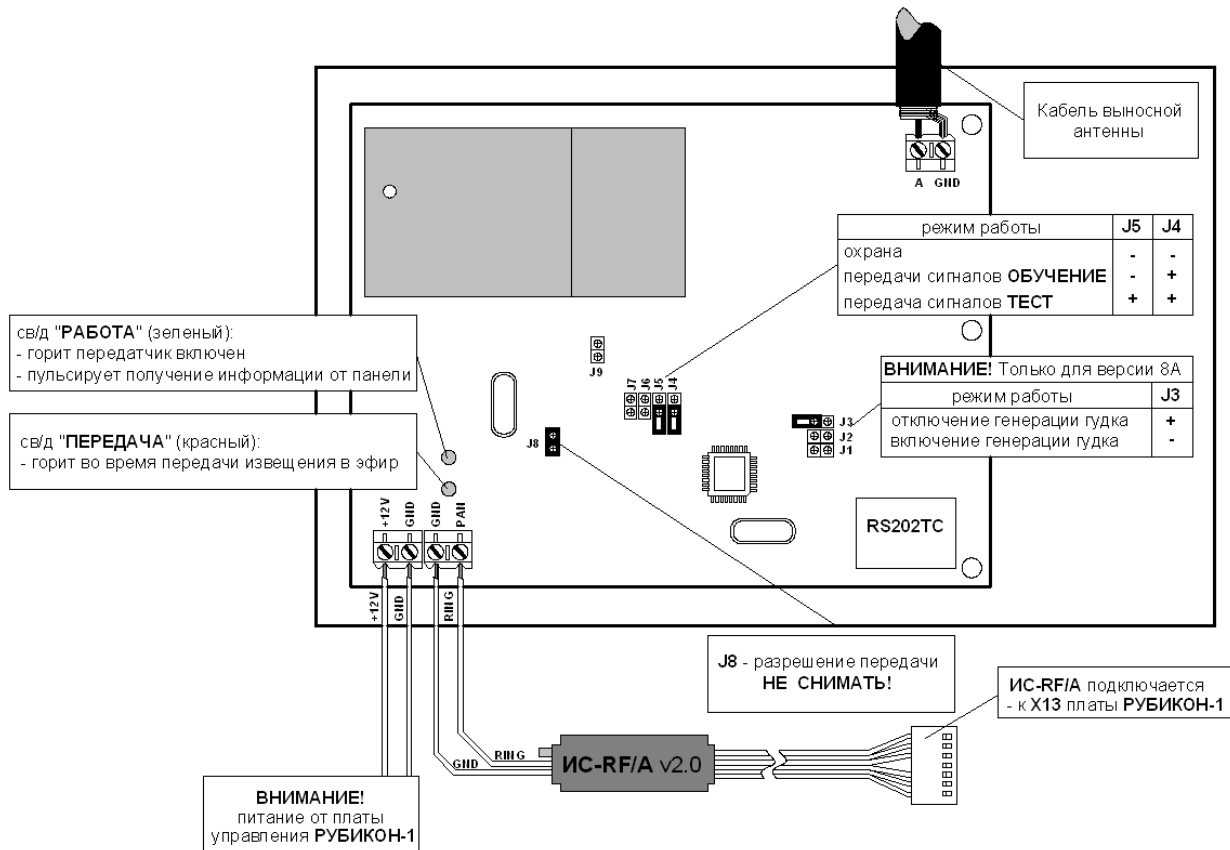 Кабель выносной
антенны
A GND
режим работы J5 J4
охрана - -
передачи сигналов ОБУЧЕНИЕ - +
передача сигналов ТЕСТ + +
св/д "РАБОТА" (зеленый):
- горит передатчик включен
- пульсирует получение информации от панели
J9
J7 J6 J5 J4
ВНИМАНИЕ! Только для версии 8А
режим работы J3
отключение генерации гудка +
включение генерации гудка -
св/д "ПЕРЕДАЧА" (красный):
- горит во время передачи извещения в эфир
J8
J3
J2
J1
+12V GND GND PAN
RS202TC
+12V GND RING
J8 - разрешение передачи
НЕ СНИМАТЬ!
ИС-RF/A подключается
- к X13 платы РУБИКОН-1
RING
GND
ИС-RF/A v2.0
ВНИМАНИЕ!
питание от платы
управления РУБИКОН-1